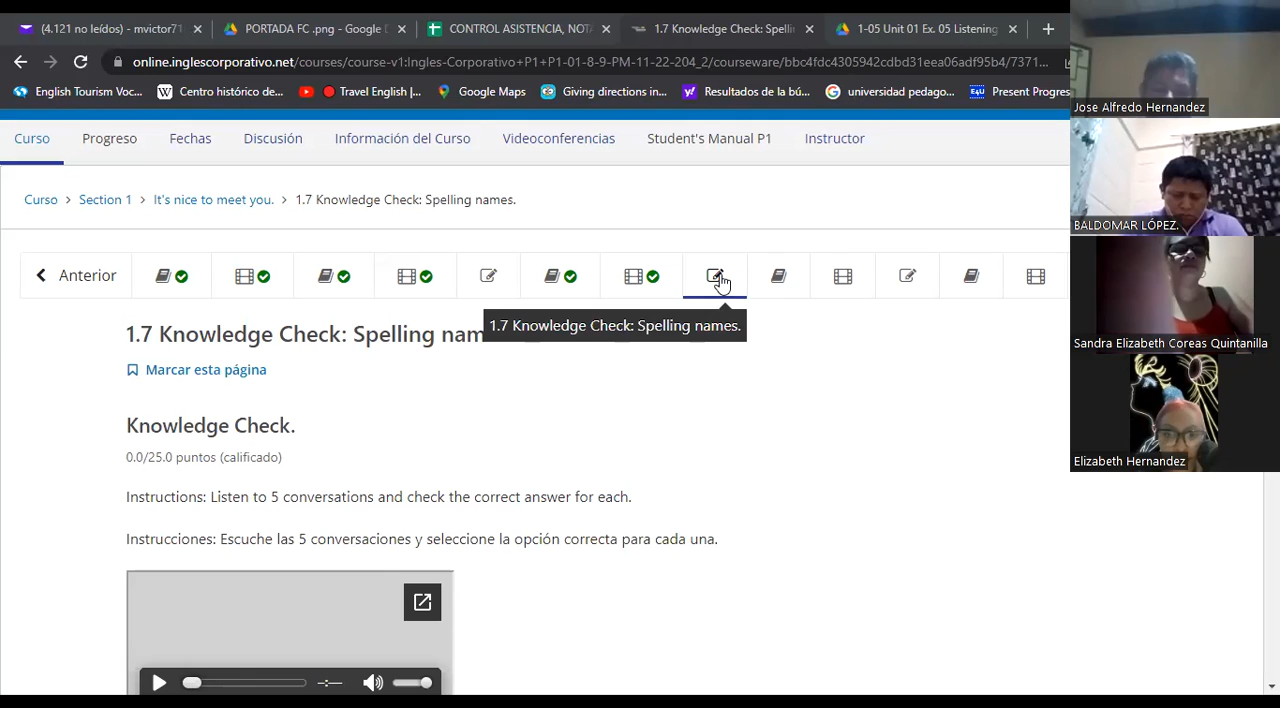 (4.121 no leídos) - mvictor71
PORTADA FC .png - Google D
CONTROL ASISTENCIA, NOTA
1.7 Knowledge Check: Spelli
1-05 Unit 01 Ex. 05 Listening
online.inglescorporativo.net/courses/course-v1:Ingles-Corporativo+P1+P1-01-8-9-PM-11-22-204_2/courseware/bbc4fdc4305942cdbd31eea06adf95b4/7371...
English Tourism Voc...
Centro histórico de...
Travel English |...
Google Maps
Giving directions in...
Resultados de la bú...
universidad pedago...
Present Progres
Curso
Progreso
Fechas
Discusión
Información del Curso
Videoconferencias
Student's Manual P1
Instructor
Curso > Section 1 > It's nice to meet you. > 1.7 Knowledge Check: Spelling names.
Anterior
1.7 Knowledge Check: Spelling nam
1.7 Knowledge Check: Spelling names.
Marcar esta página
Knowledge Check.
0.0/25.0 puntos (calificado)
Instructions: Listen to 5 conversations and check the correct answer for each.
Instrucciones: Escuche las 5 conversaciones y seleccione la opción correcta para cada una.
-:--
Jose Alfredo Hernandez
BALDOMAR LÓPEZ.
Sandra Elizabeth Coreas Quintanilla
Elizabeth Hernandez